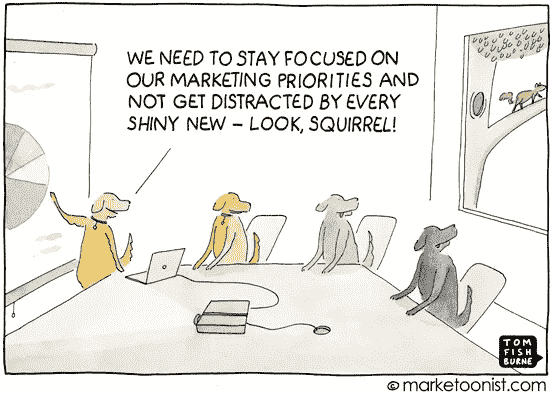 WE NEED TO STAY FOCUSED ON
OUR MARKETING PRIORITIES AND
NOT GET DISTRACTED BY EVERY
SHINY NEW – LOOK, SQUIRREL!
TOM
FISH
BURNE
© marketoonist.com